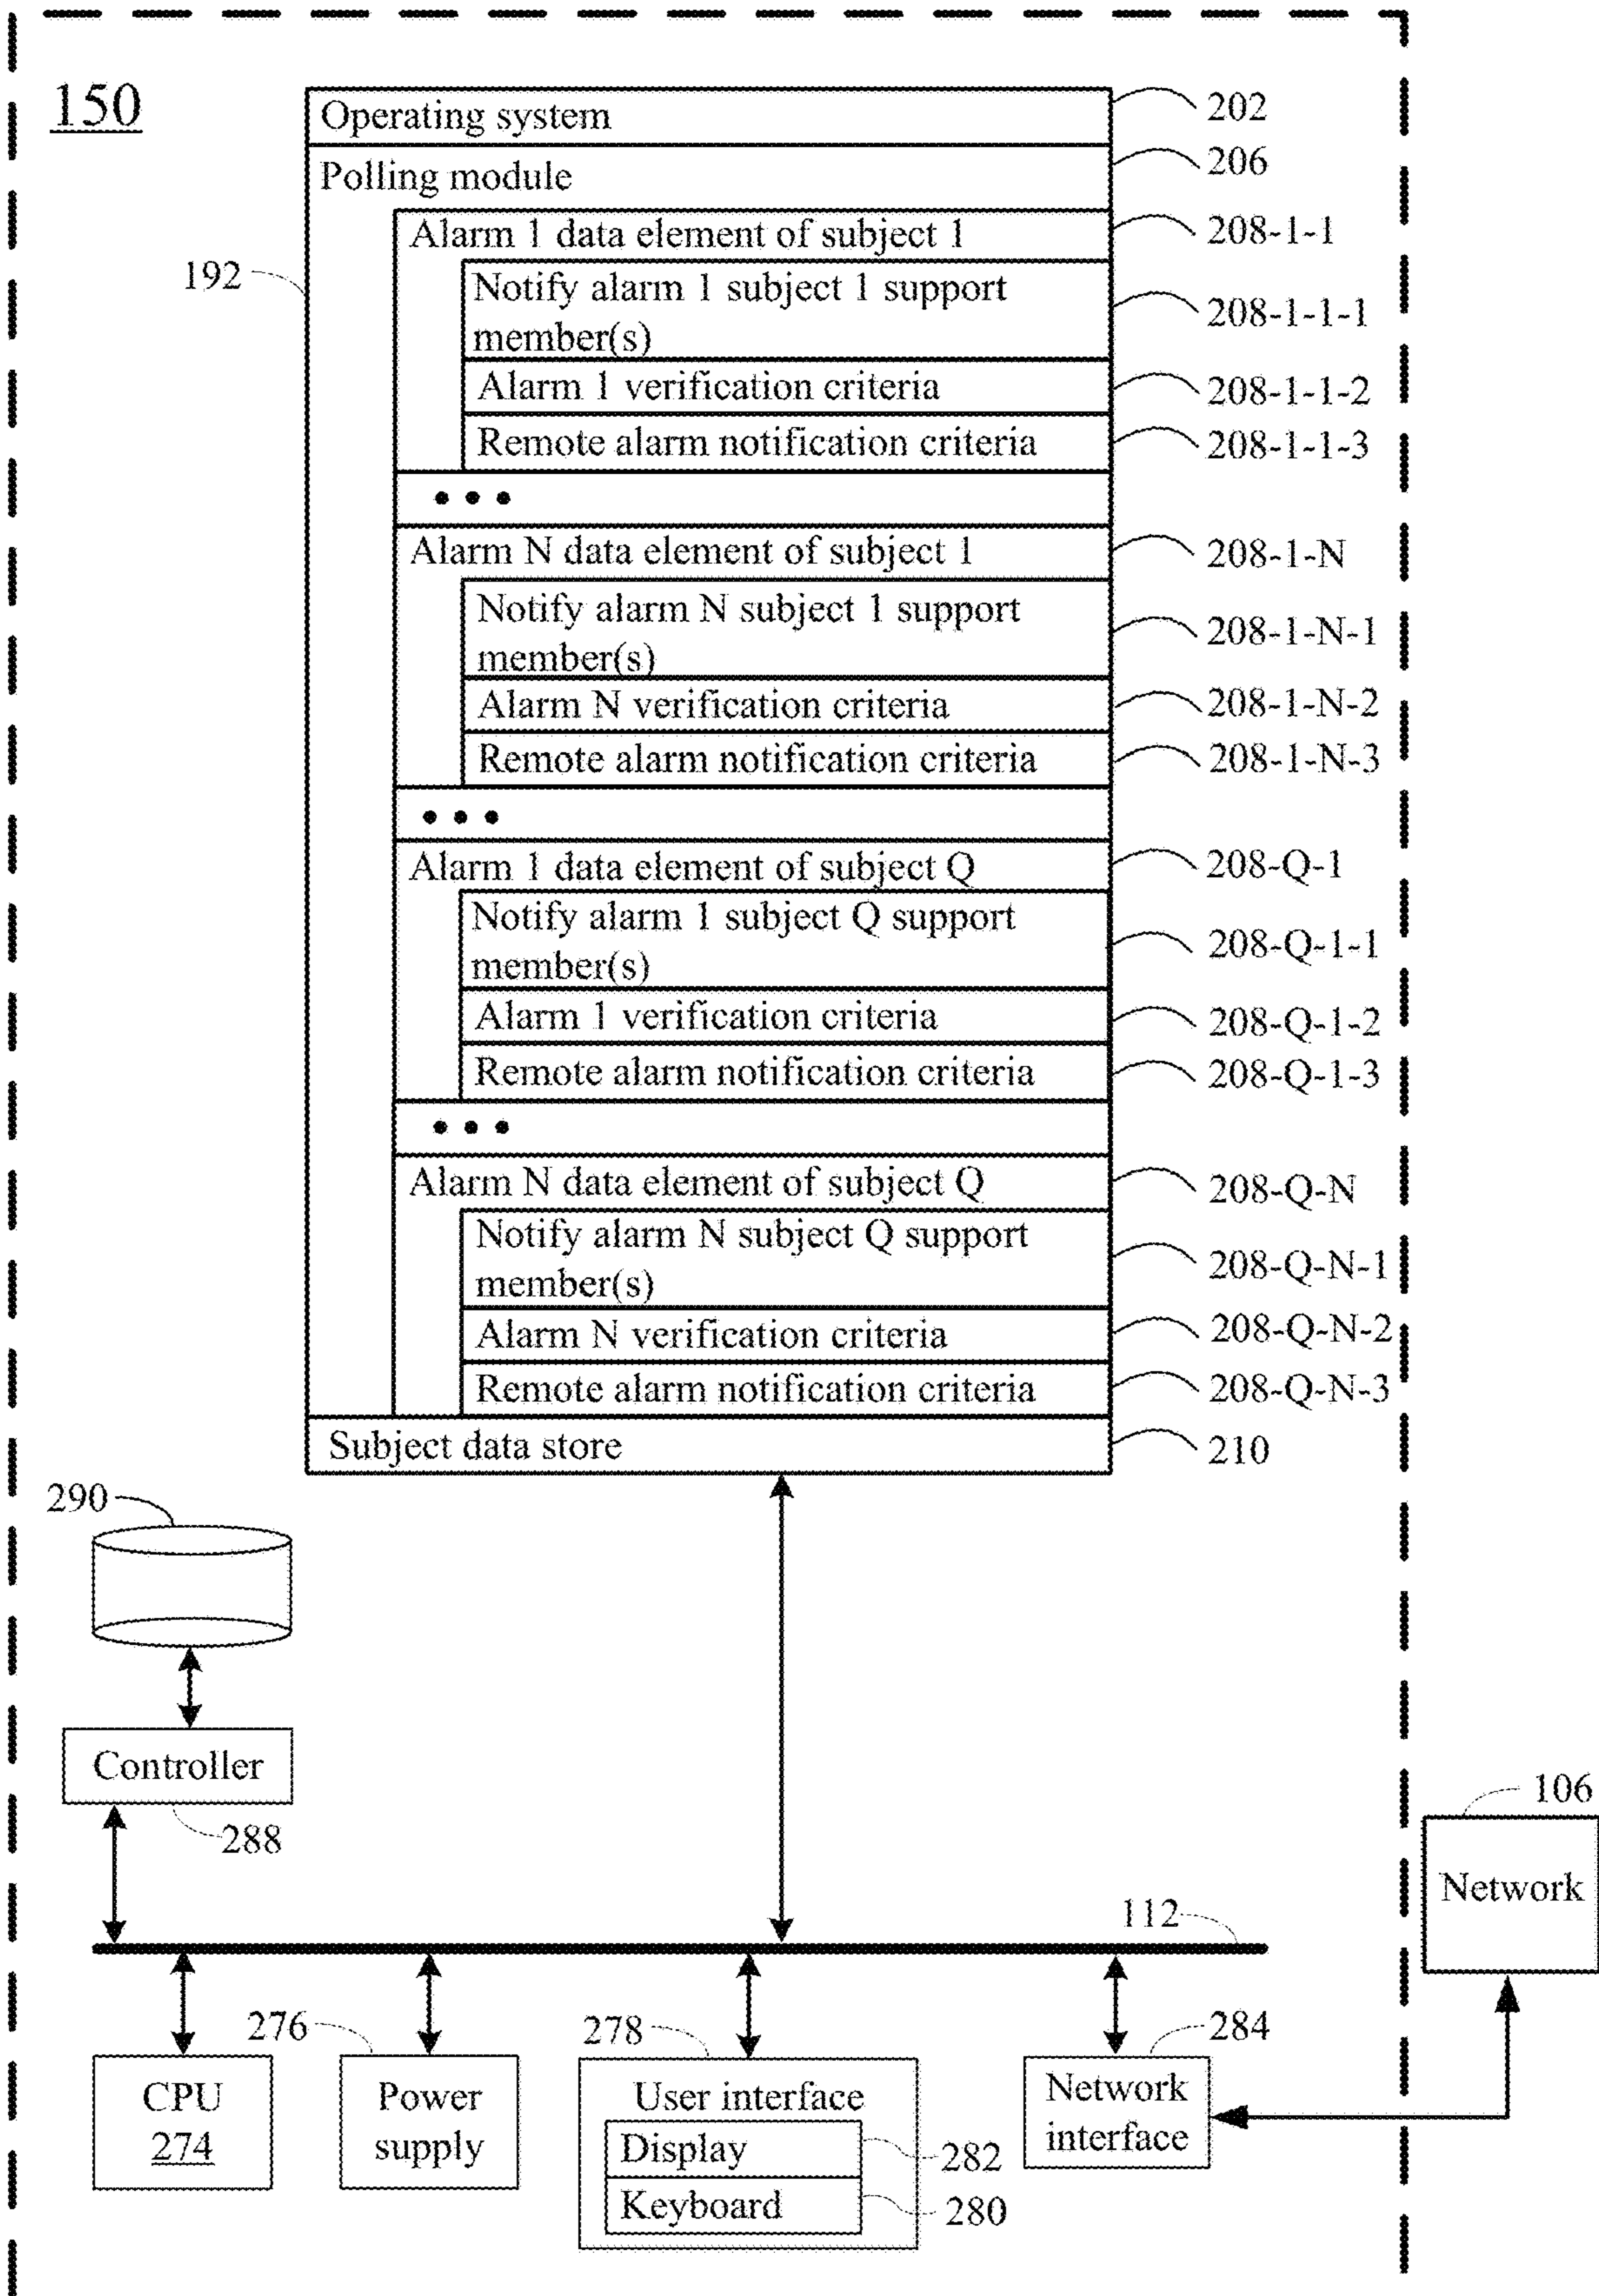 150
Operating system
202
Polling module
206
192
Alarm 1 data element of subject 1
208-1-1
Notify alarm 1 subject 1 support
member(s)
208-1-1-1
Alarm 1 verification criteria
208-1-1-2
Remote alarm notification criteria
208-1-1-3
• • •
Alarm N data element of subject 1
208-1-N
Notify alarm N subject 1 support
member(s)
208-1-N-1
Alarm N verification criteria
208-1-N-2
Remote alarm notification criteria
208-1-N-3
• • •
Alarm 1 data element of subject Q
208-Q-1
Notify alarm 1 subject Q support
member(s)
208-Q-1-1
Alarm 1 verification criteria
208-Q-1-2
Remote alarm notification criteria
208-Q-1-3
• • •
Alarm N data element of subject Q
208-Q-N
Notify alarm N subject Q support
member(s)
208-Q-N-1
Alarm N verification criteria
208-Q-N-2
Remote alarm notification criteria
208-Q-N-3
Subject data store
210
290
Controller
288
106
Network
112
276
278
284
CPU
274
Power
supply
User interface
Display
282
Keyboard
280
Network
interface